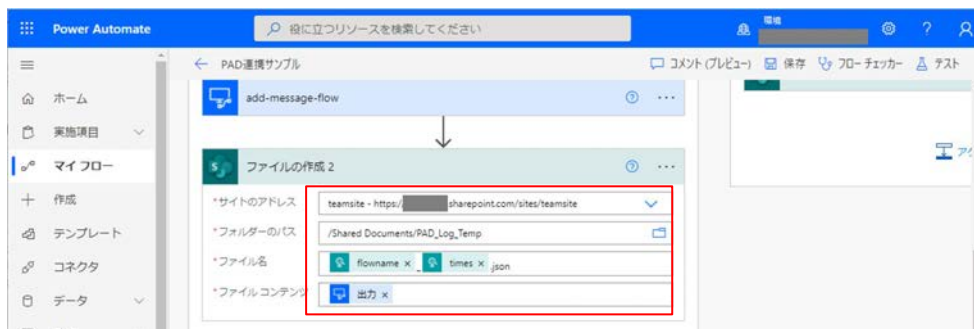 Power Automate
役に立つリソースを検索してください
環境
PAD連携サンプル
コメント (プレビュー)
保存
フロー チェッカー
テスト
ホーム
実施項目
マイ フロー
作成
テンプレート
コネクタ
データ
add-message-flow
ファイルの作成 2
*サイトのアドレス
teamsite - https:/
sharepoint.com/sites/teamsite
*フォルダーのパス
/Shared Documents/PAD_Log_Temp
*ファイル名
flowname × _ times × .json
*ファイル コンテンツ
出力 ×